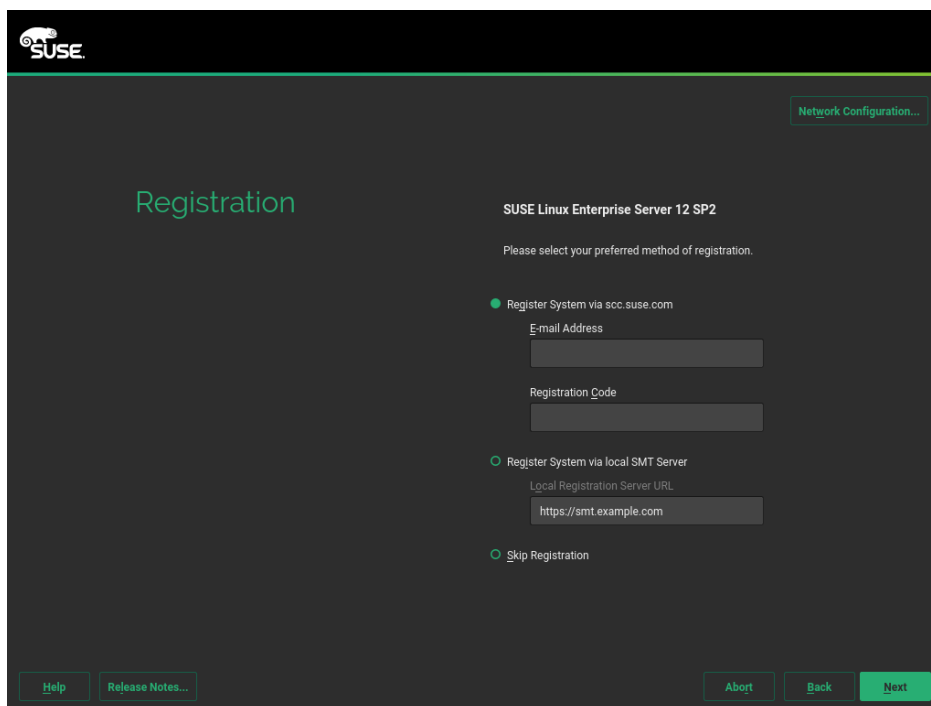 SUSE.
Network Configuration...
Registration
SUSE Linux Enterprise Server 12 SP2
Please select your preferred method of registration.
Register System via scc.suse.com
E-mail Address
Registration Code
Register System via local SMT Server
Local Registration Server URL
https://smt.example.com
Skip Registration
Help Release Notes... Abort Back Next